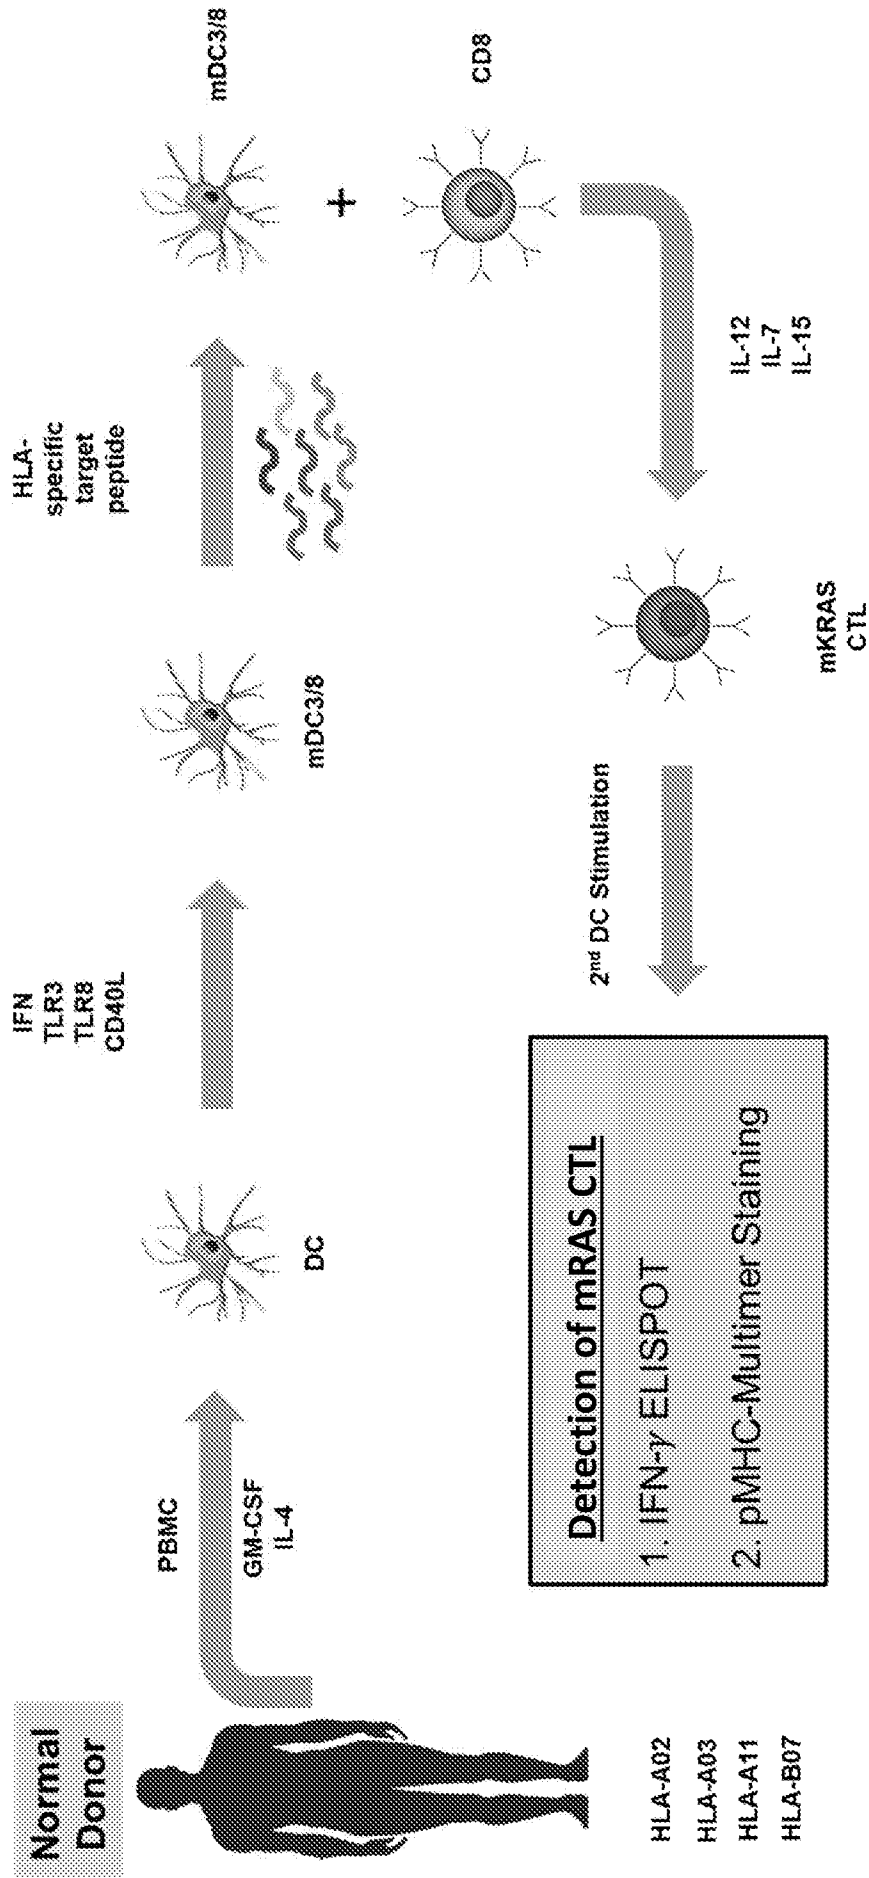 Normal
Donor
HLA-A02
HLA-A03
HLA-A11
HLA-B07
PBMC
GM-CSF
IL-4
DC
IFN
TLR3
TLR8
CD40L
mDC3/8
HLA-
specific
target
peptide
mDC3/8
+
CD8
IL-12
IL-7
IL-15
mKRAS
CTL
2nd DC Stimulation
Detection of mRAS CTL
1. IFN-γ ELISPOT
2. pMHC-Multimer Staining